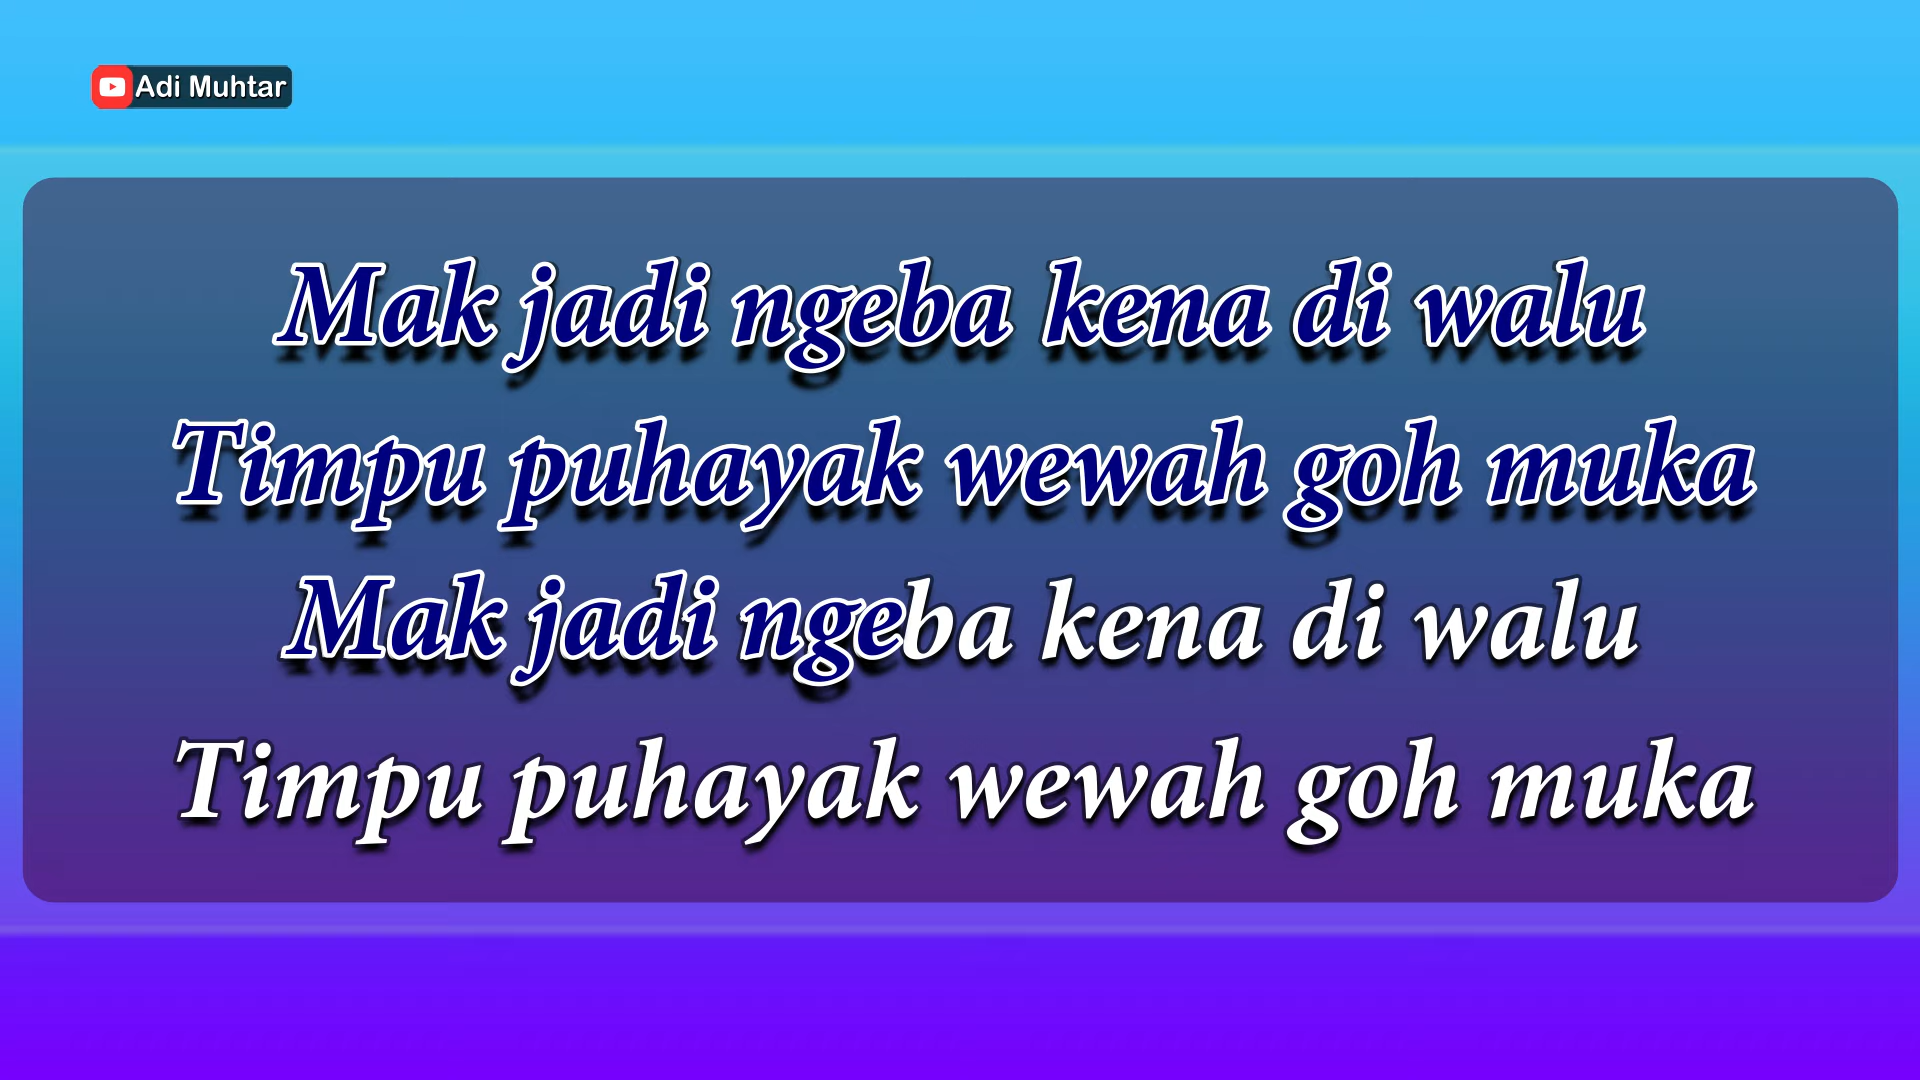 Adi Muhtar
Mak jadi ngeba kena di walu
Timpu puhayak wewah goh muka
Mak jadi ngeba kena di walu
Timpu puhayak wewah goh muka